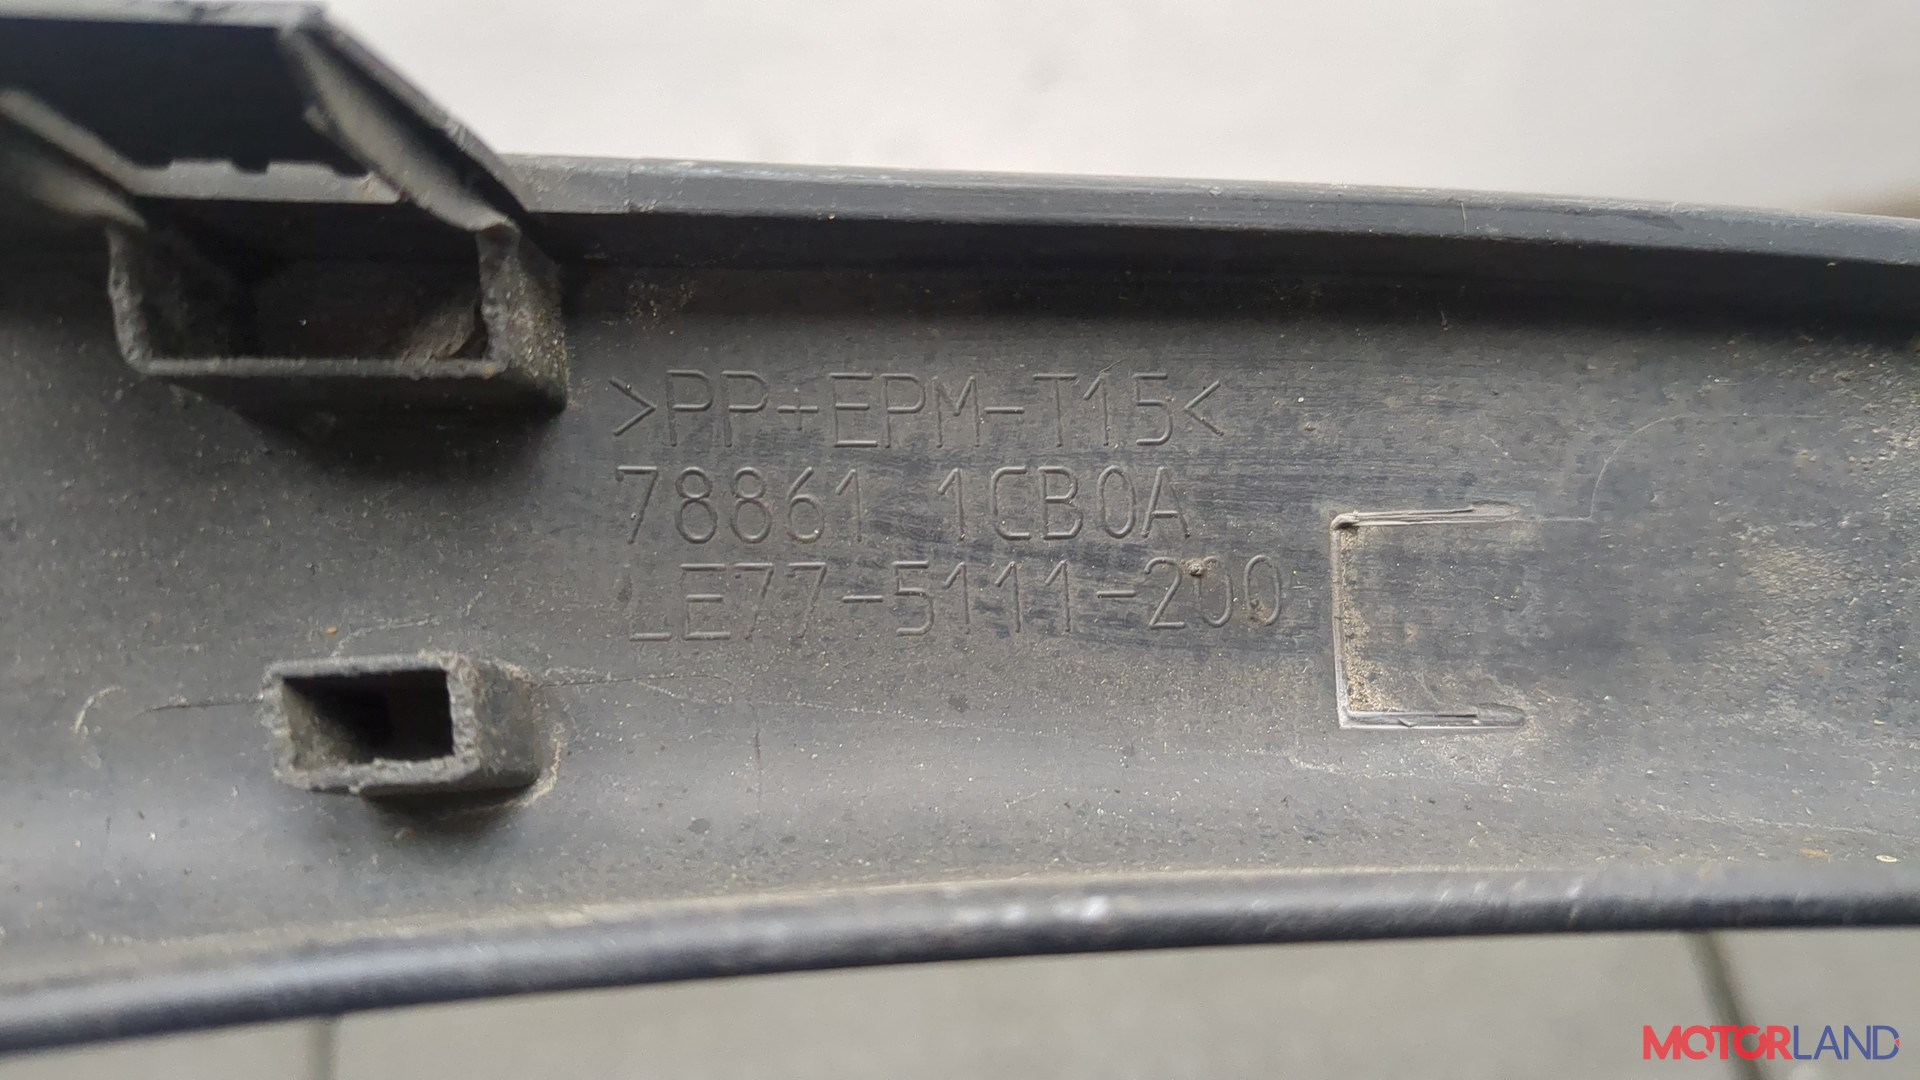 >PP+EPM-T15<
78861 1CB0A
LE77-5111-200
MOTORLAND